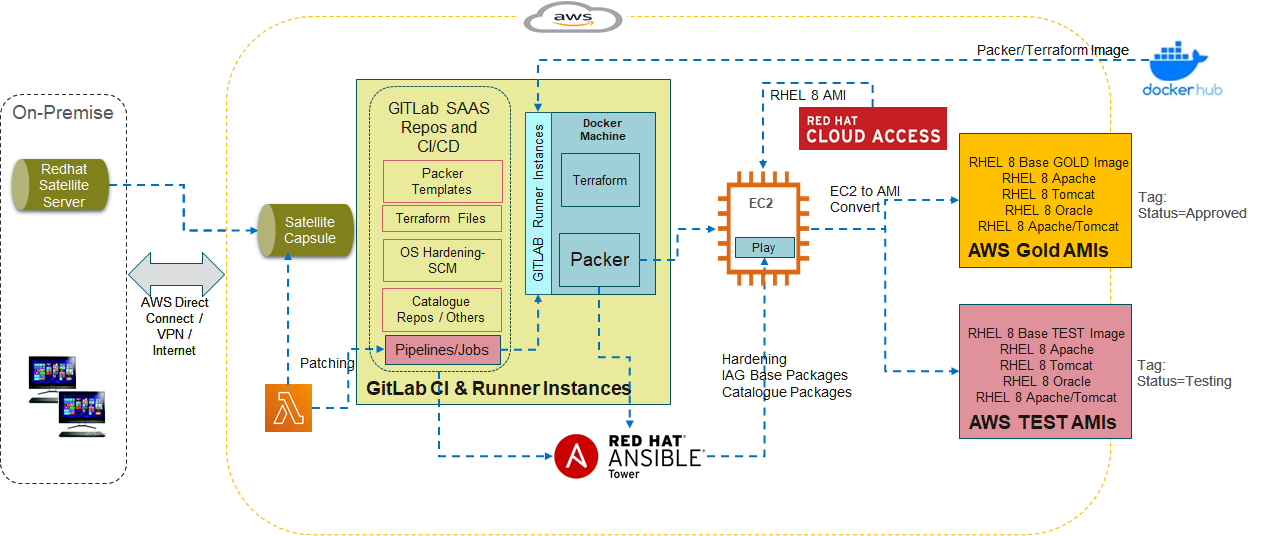 aws
Packer/Terraform Image
dockerhub
On-Premise
Redhat
Satellite
Server
AWS Direct
Connect /
VPN /
Internet
Satellite
Capsule
Patching
GITLab SAAS
Repos and
CI/CD
Packer
Templates
Terraform Files
OS Hardening-
SCM
Catalogue
Repos / Others
Pipelines/Jobs
GitLab CI & Runner Instances
GITLAB Runner Instances
Docker
Machine
Terraform
Packer
RED HAT
ANSIBLE
Tower
RHEL 8 AMI
RED HAT
CLOUD ACCESS
EC2
Play
EC2 to AMI
Convert
Hardening
IAG Base Packages
Catalogue Packages
RHEL 8 Base GOLD Image
RHEL 8 Apache
RHEL 8 Tomcat
RHEL 8 Oracle
RHEL 8 Apache/Tomcat
AWS Gold AMIs
Tag:
Status=Approved
RHEL 8 Base TEST Image
RHEL 8 Apache
RHEL 8 Tomcat
RHEL 8 Oracle
RHEL 8 Apache/Tomcat
AWS TEST AMIs
Tag:
Status=Testing